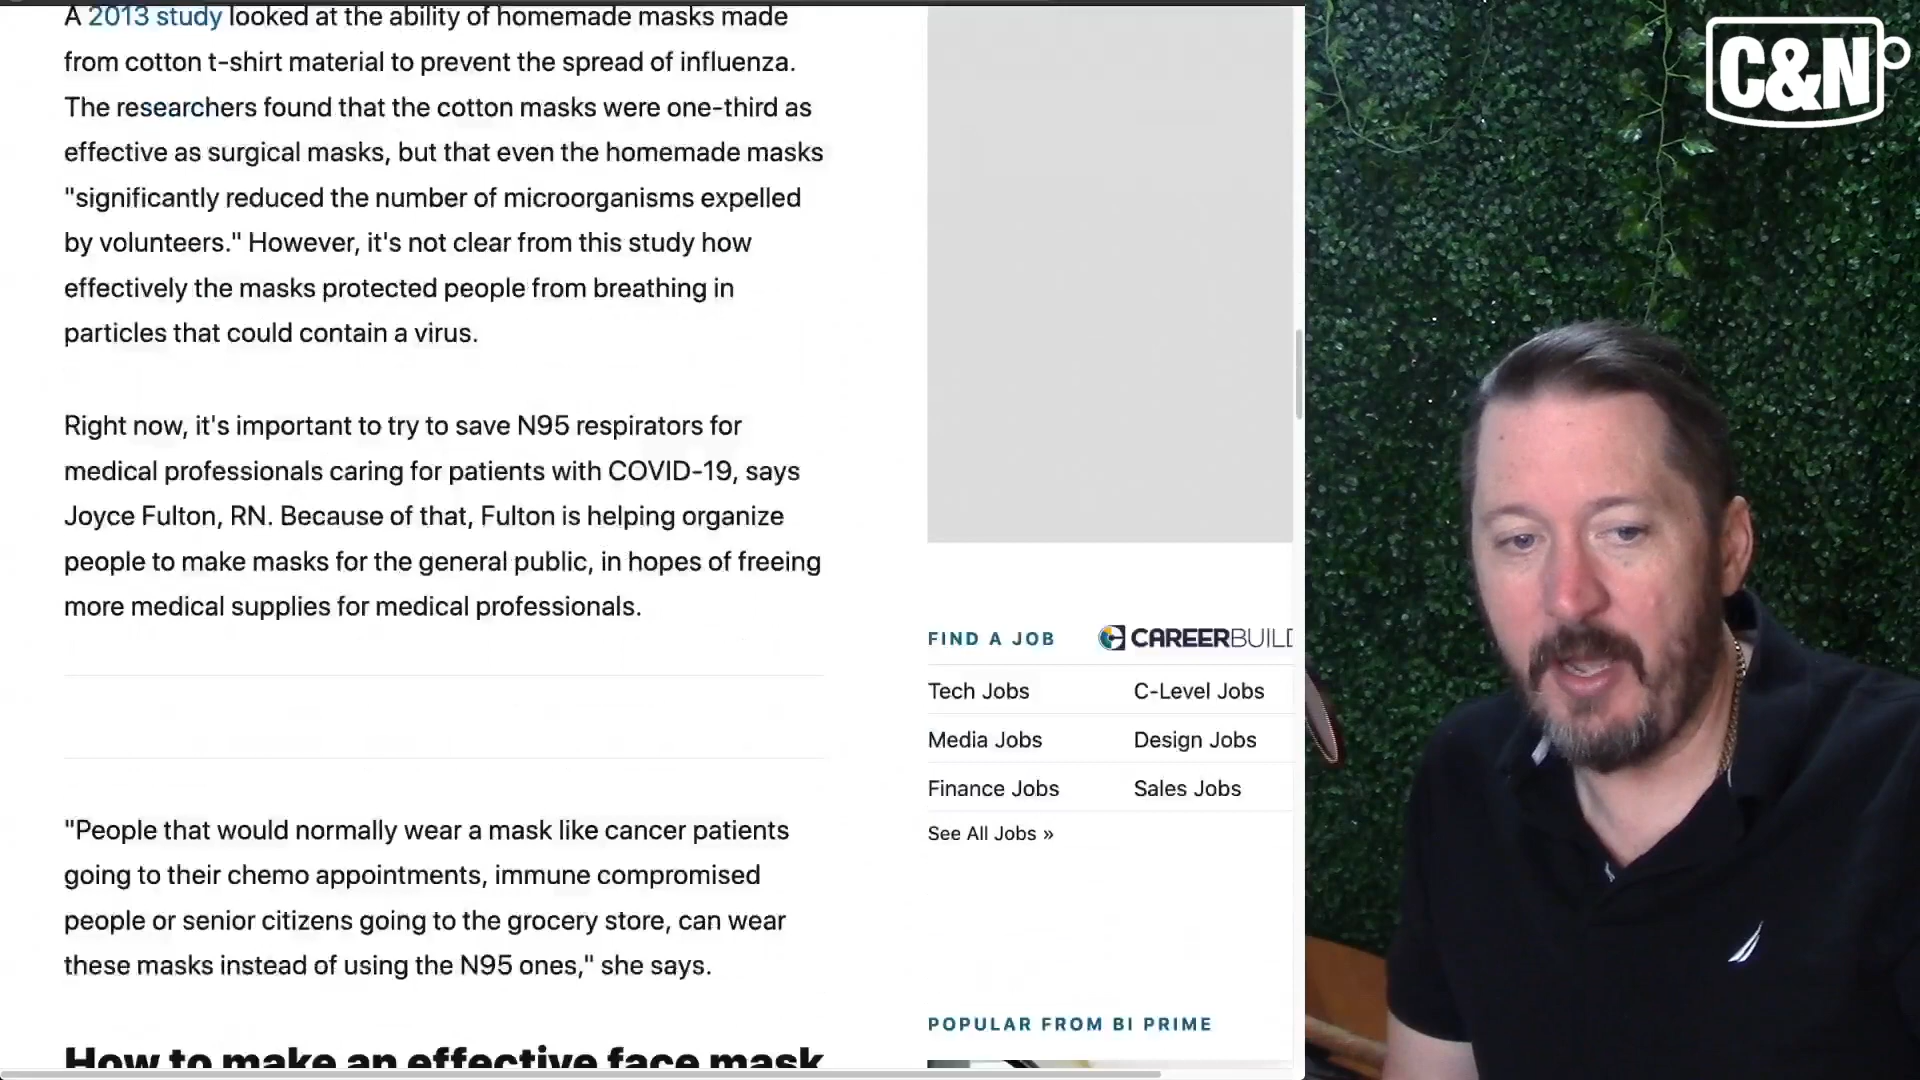 A 2013 study looked at the ability of homemade masks made
from cotton t-shirt material to prevent the spread of influenza.
The researchers found that the cotton masks were one-third as
effective as surgical masks, but that even the homemade masks
"significantly reduced the number of microorganisms expelled
by volunteers." However, it's not clear from this study how
effectively the masks protected people from breathing in
particles that could contain a virus.
Right now, it's important to try to save N95 respirators for
medical professionals caring for patients with COVID-19, says
Joyce Fulton, RN. Because of that, Fulton is helping organize
people to make masks for the general public, in hopes of freeing
more medical supplies for medical professionals.
"People that would normally wear a mask like cancer patients
going to their chemo appointments, immune compromised
people or senior citizens going to the grocery store, can wear
these masks instead of using the N95 ones," she says.
How to make an effective face mask
FIND A JOB CAREERBUILD
Tech Jobs C-Level Jobs
Media Jobs Design Jobs
Finance Jobs Sales Jobs
See All Jobs »
POPULAR FROM BI PRIME
C&N